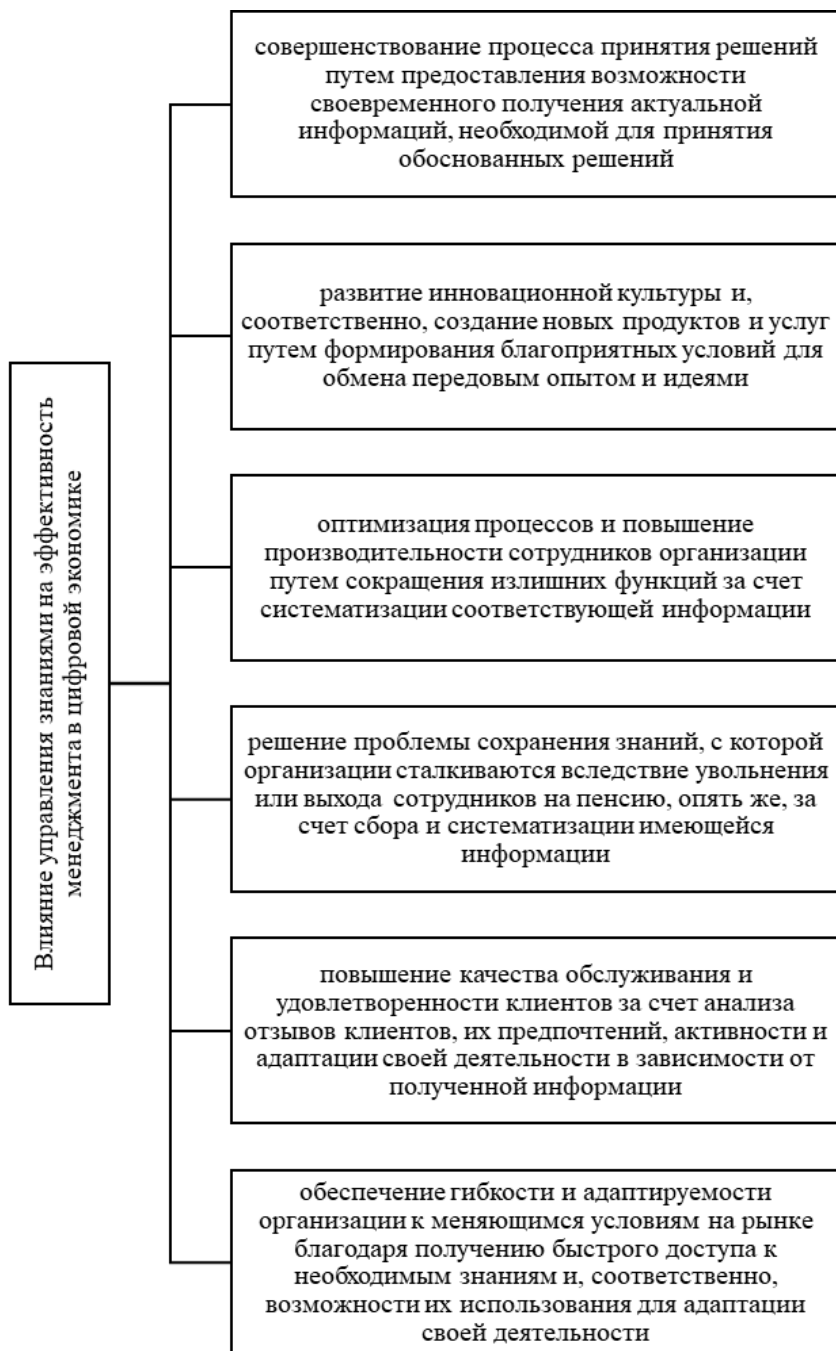 Влияние управления знаниями на эффективность
менеджмента в цифровой экономике
совершенствование процесса принятия решений
путем предоставления возможности
своевременного получения актуальной
информаций, необходимой для принятия
обоснованных решений
развитие инновационной культуры и,
соответственно, создание новых продуктов и услуг
путем формирования благоприятных условий для
обмена передовым опытом и идеями
оптимизация процессов и повышение
производительности сотрудников организации
путем сокращения излишних функций за счет
систематизации соответствующей информации
решение проблемы сохранения знаний, с которой
организации сталкиваются вследствие увольнения
или выхода сотрудников на пенсию, опять же, за
счет сбора и систематизации имеющейся
информации
повышение качества обслуживания и
удовлетворенности клиентов за счет анализа
отзывов клиентов, их предпочтений, активности и
адаптации своей деятельности в зависимости от
полученной информации
обеспечение гибкости и адаптируемости
организации к меняющимся условиям на рынке
благодаря получению быстрого доступа к
необходимым знаниям и, соответственно,
возможности их использования для адаптации
своей деятельности